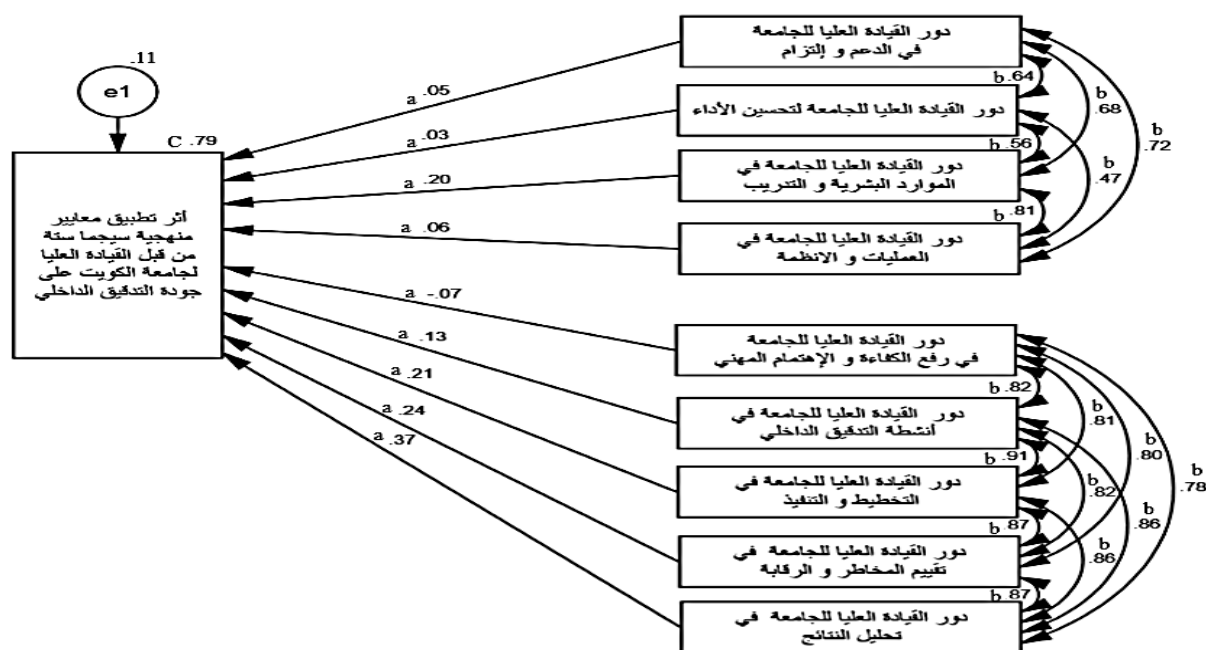 .11
e1
C .79
أثر تطبيق معايير
منهجية سيجما ستة
من قبل القيادة العليا
لجامعة الكويت على
جودة التدقيق الداخلي
a .05
a .03
a .20
a .06
a -.07
a .13
a .21
a .24
a .37
دور القيادة العليا للجامعة
في الدعم و إلتزام
دور القيادة العليا للجامعة لتحسين الأداء
دور القيادة العليا للجامعة في
الموارد البشرية و التدريب
دور القيادة العليا للجامعة في
العمليات و الانظمة
b .64
b .56
b .81
b
.68
b
.47
b
.72
دور القيادة العليا للجامعة
في رفع الكفاءة و الإهتمام المهني
دور القيادة العليا للجامعة في
أنشطة التدقيق الداخلي
دور القيادة العليا للجامعة في
التخطيط و التنفيذ
دور القيادة العليا للجامعة في
تقييم المخاطر و الرقابة
دور القيادة العليا للجامعة في
تحليل النتائج
b .82
b .91
b .87
b .87
b
.81
b
.82
b
.86
b
.80
b
.86
b
.78